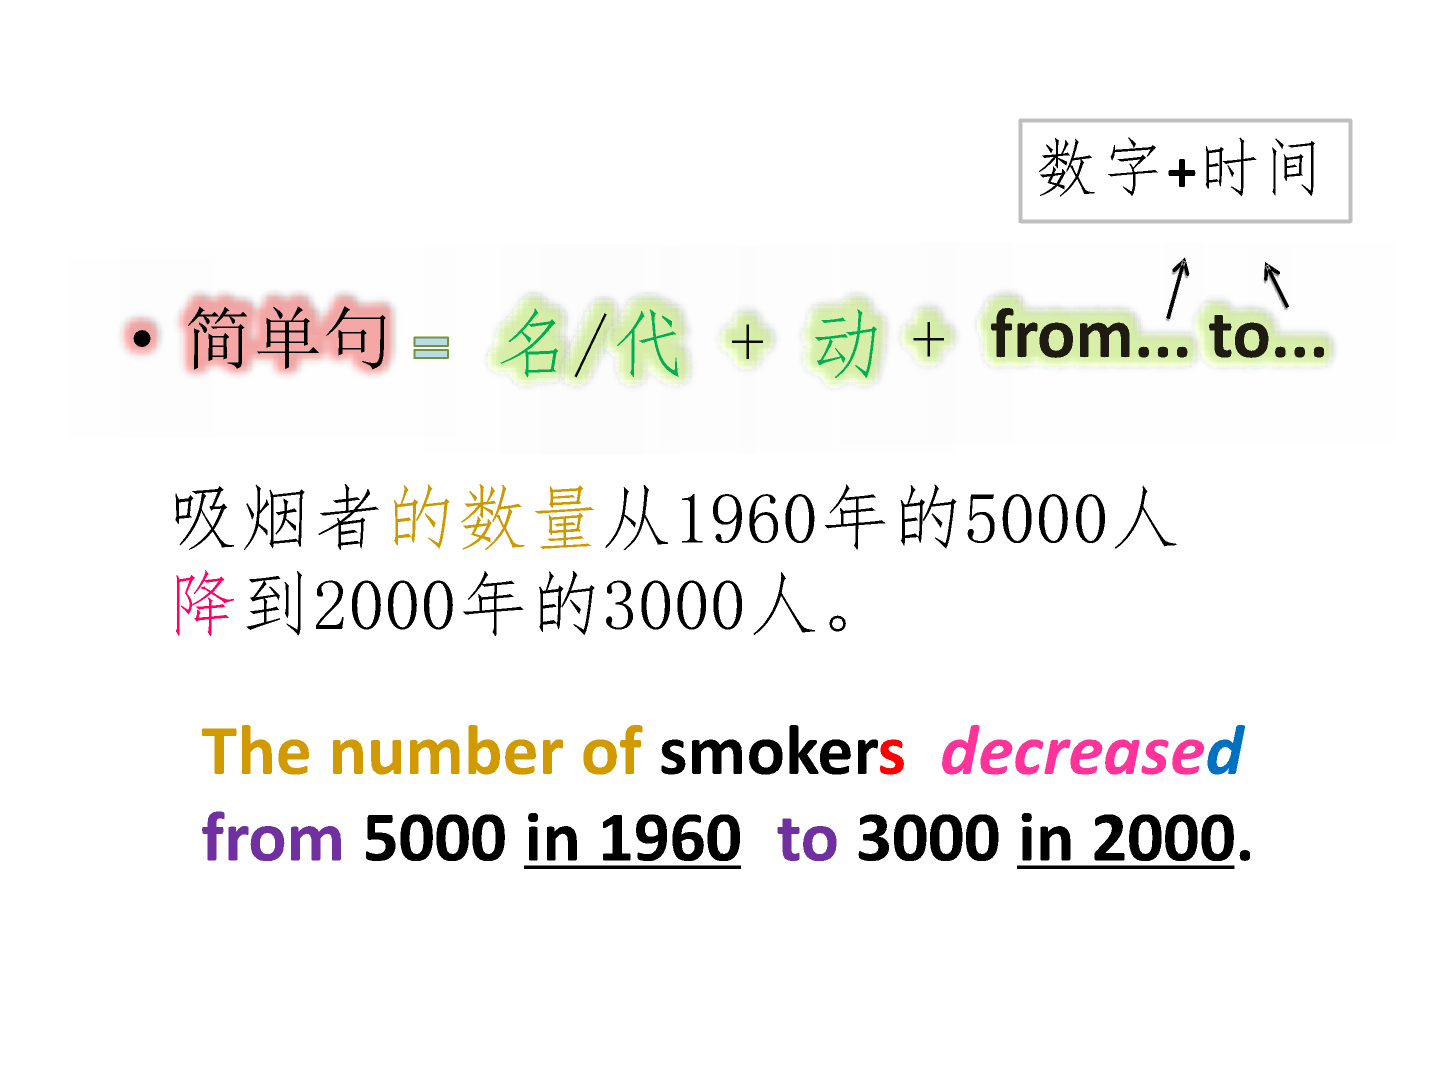 数字+时间
• 简单句 = 名/代 + 动 + from... to...
吸烟者的数量从1960年的5000人
降到2000年的3000人。
The number of smokers decreased
from 5000 in 1960 to 3000 in 2000.